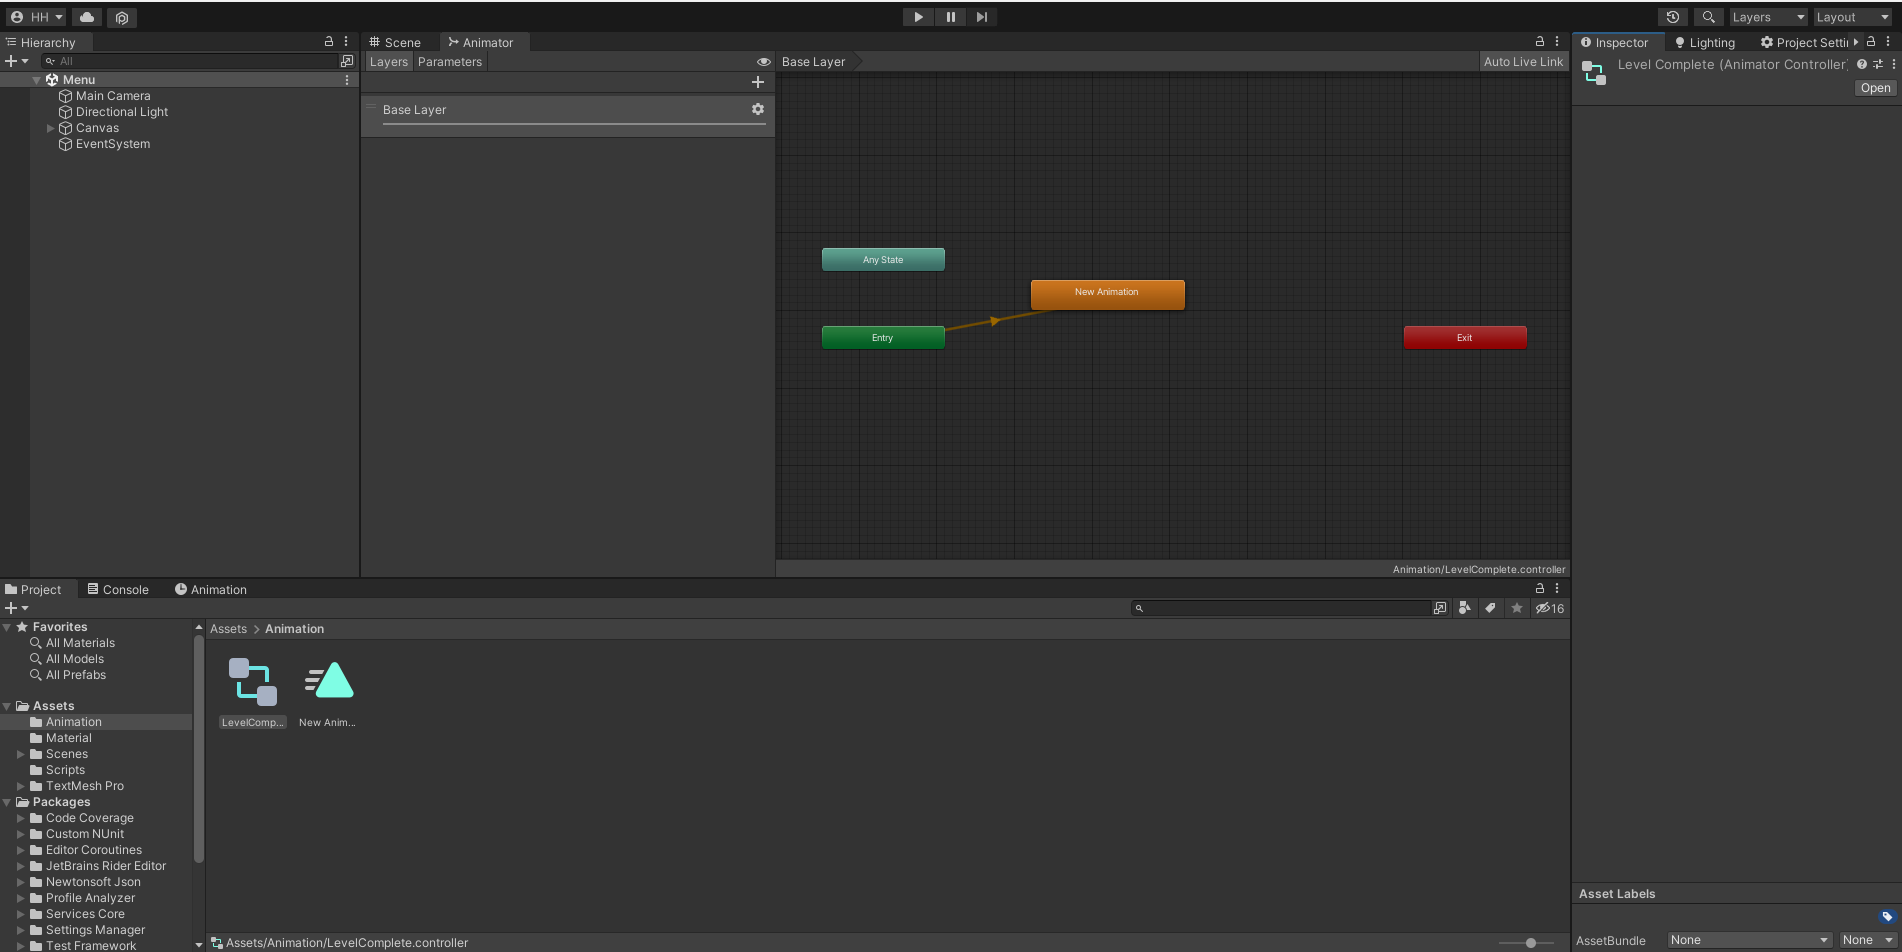 HH
Layers
Layout
Hierarchy
All
Menu
Main Camera
Directional Light
Canvas
EventSystem
Scene
Animator
Layers
Parameters
Base Layer
Base Layer
Auto Live Link
Any State
New Animation
Entry
Exit
Animation/LevelComplete.controller
Inspector
Lighting
Project Settin
Level Complete (Animator Controller)
Open
Project
Console
Animation
16
Favorites
All Materials
All Models
All Prefabs
Assets
Animation
Material
Scenes
Scripts
TextMesh Pro
Packages
Code Coverage
Custom NUnit
Editor Coroutines
JetBrains Rider Editor
Newtonsoft Json
Profile Analyzer
Services Core
Settings Manager
Test Framework
Assets > Animation
LevelComp...
New Anim...
Assets/Animation/LevelComplete.controller
Asset Labels
AssetBundle
None
None